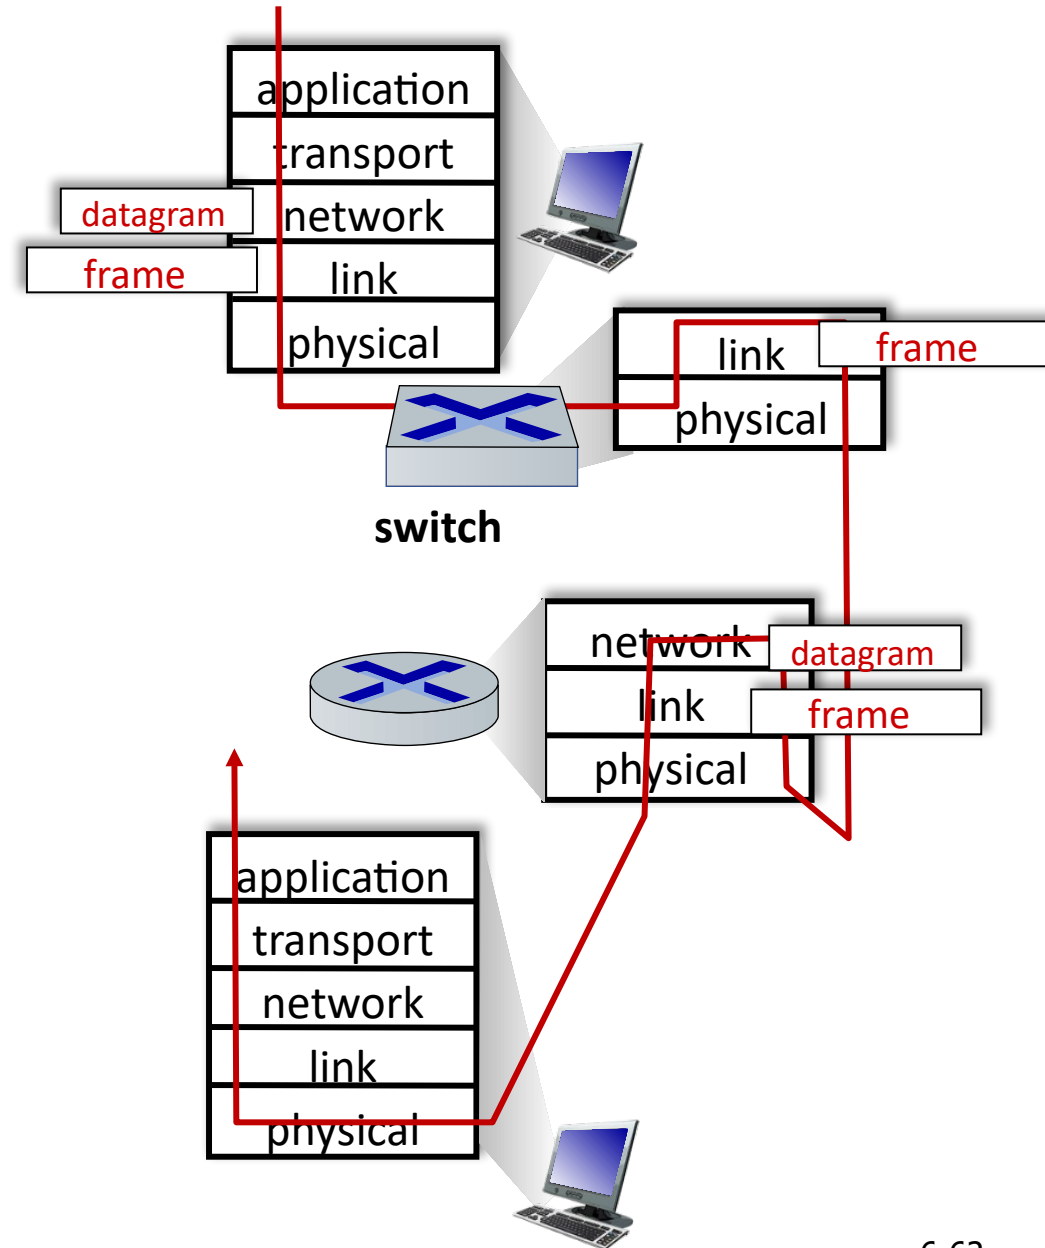 application
transport
datagram
network
frame
link
physical
link
frame
physical
switch
network
datagram
link
frame
physical
application
transport
network
link
physical